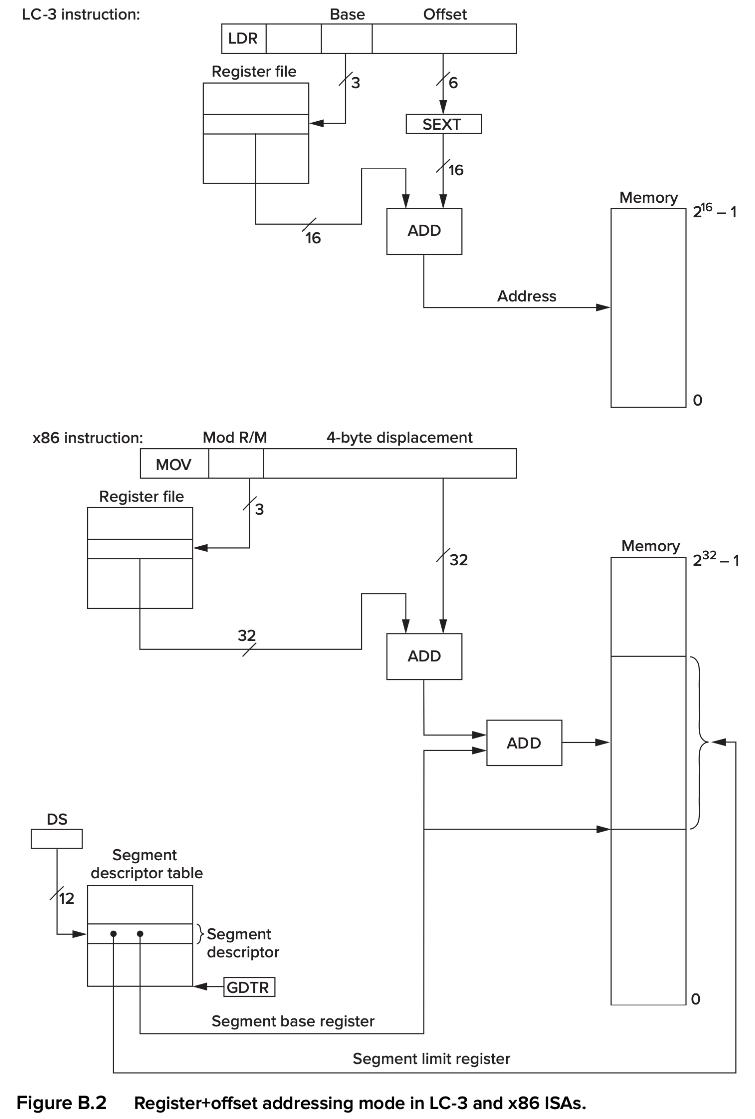 LC-3 instruction:
Base
Offset
LDR
Register file
3
6
SEXT
16
16
ADD
Memory
2^16 – 1
Address
0
x86 instruction:
Mod R/M
4-byte displacement
MOV
Register file
3
32
32
ADD
Memory
2^32 – 1
ADD
DS
12
Segment
descriptor table
Segment
descriptor
GDTR
0
Segment base register
Segment limit register
Figure B.2 Register+offset addressing mode in LC-3 and x86 ISAs.